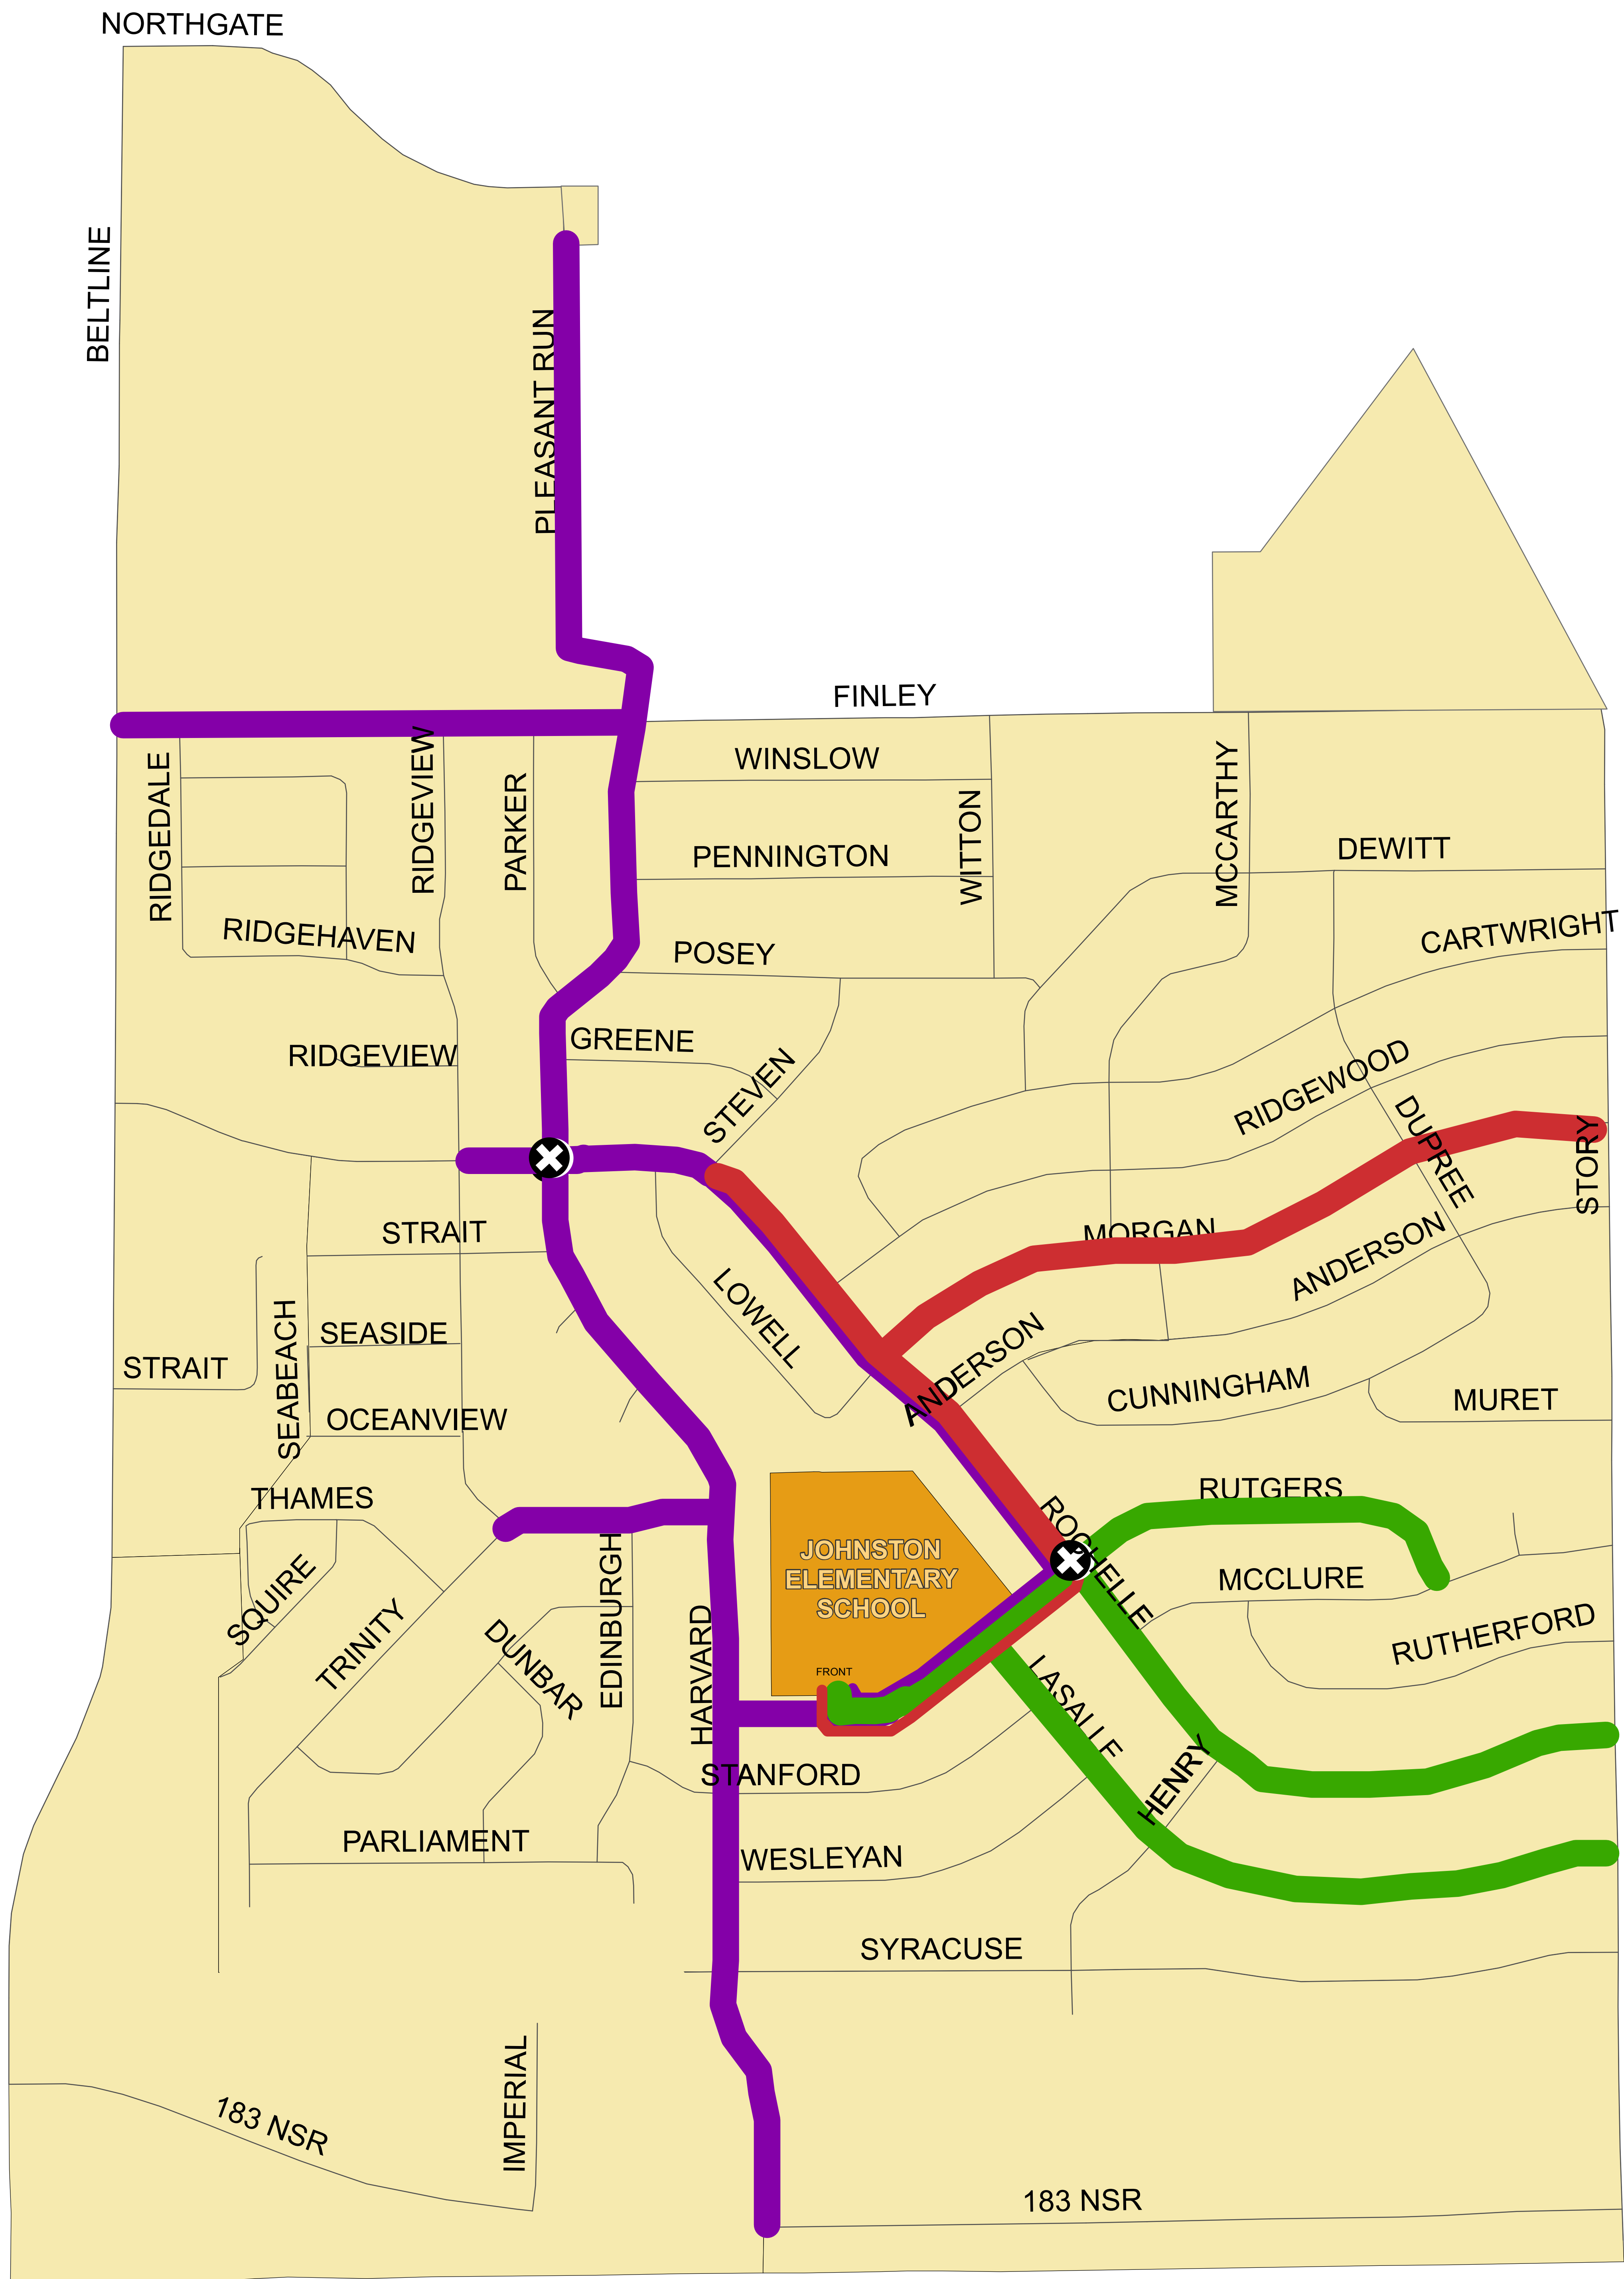 NORTHGATE
BELTLINE
PLEASANT RUN
FINLEY
RIDGEDALE
RIDGEVIEW
PARKER
WINSLOW
WITTON
MCCARTHY
PENNINGTON
DEWITT
RIDGEHAVEN
POSEY
CARTWRIGHT
RIDGEVIEW
GREENE
STEVEN
RIDGEWOOD
DUPREE
STORY
STRAIT
MORGAN
ANDERSON
LOWELL
SEABEACH
SEASIDE
STRAIT
ANDERSON
CUNNINGHAM
MURET
OCEANVIEW
THAMES
RUTGERS
ROCHELLE
JOHNSTON
ELEMENTARY
SCHOOL
SQUIRE
EDINBURGH
MCCLURE
TRINITY
DUNBAR
HARVARD
FRONT
RUTHERFORD
LASALLE
HENRY
STANFORD
PARLIAMENT
WESLEYAN
SYRACUSE
IMPERIAL
183 NSR
183 NSR